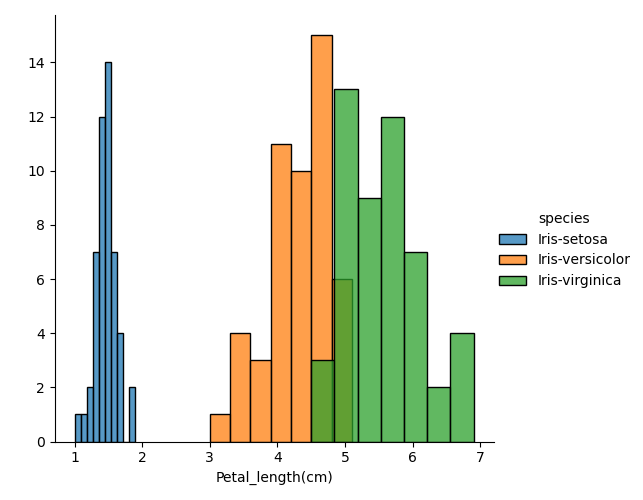 14
12
10
8
6
4
2
0
1 2 3 4 5 6 7
Petal_length(cm)
species
Iris-setosa
Iris-versicolor
Iris-virginica